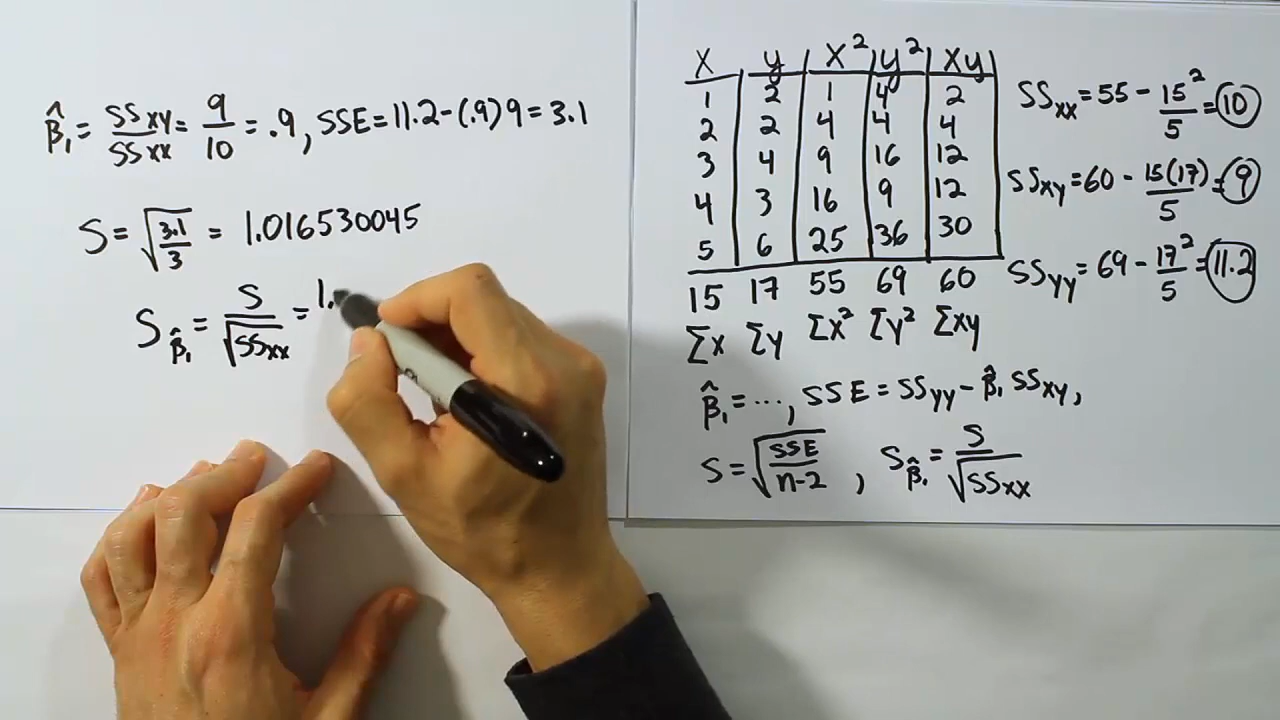 β̂₁ = SSxy/SSxx = 9/10 = .9, SSE = 11.2 - (.9)9 = 3.1
S = √(3.1/3) = 1.016530045
S_β̂₁ = S/√SSxx = 1.
X y X² y² Xy
1 2 1 4 2
2 2 4 4 4
3 4 9 16 12
4 3 16 9 12
5 6 25 36 30
15 17 55 69 60
Σx Σy Σx² Σy² Σxy
SSxx = 55 - 15²/5 = 10
SSxy = 60 - 15(17)/5 = 9
SSyy = 69 - 17²/5 = 11.2
β̂₁ = ..., SSE = SSyy - β̂₁ SSxy,
S = √(SSE/n-2), S_β̂₁ = S/√SSxx